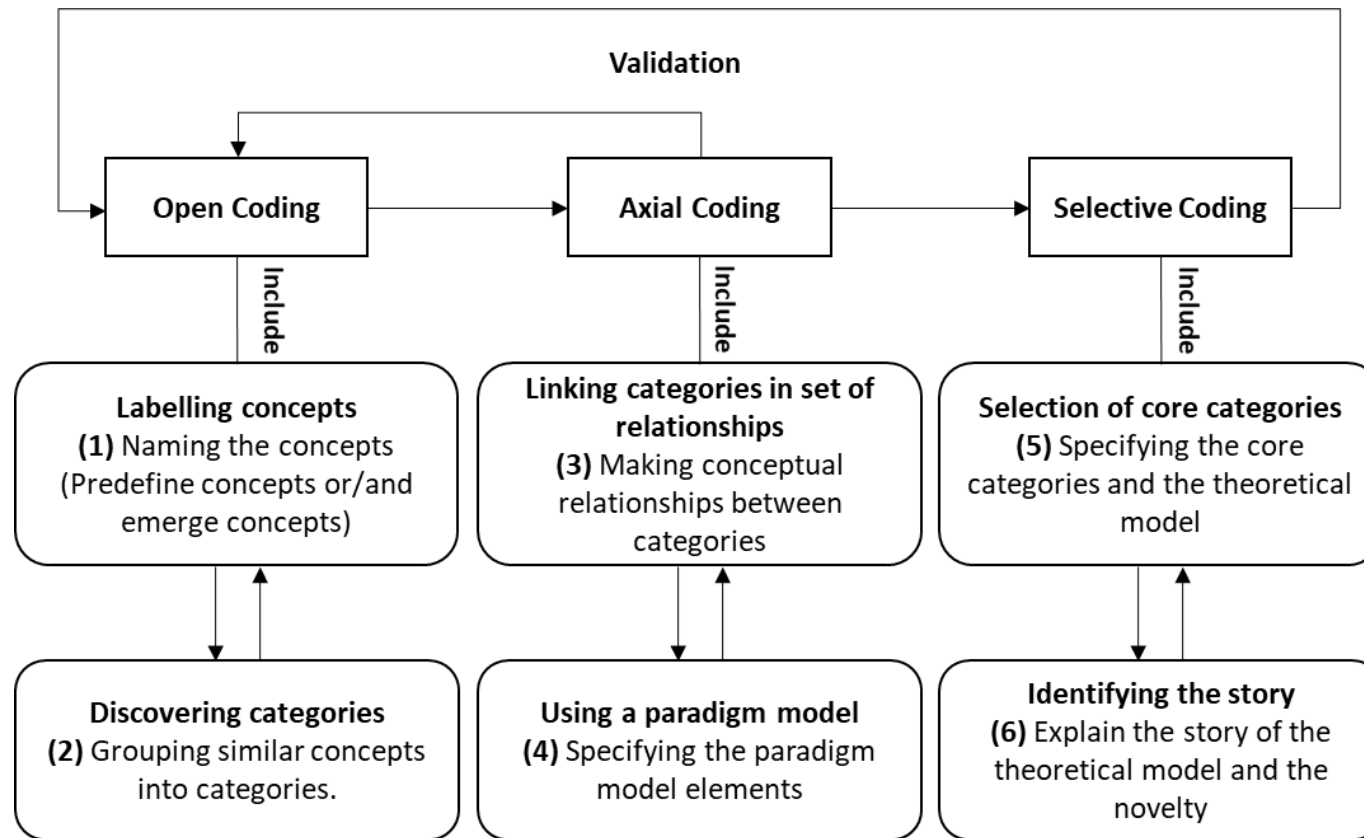 Validation
Open Coding
Axial Coding
Selective Coding
Include
Include
Include
Labelling concepts
(1) Naming the concepts
(Predefine concepts or/and
emerge concepts)
Linking categories in set of
relationships
(3) Making conceptual
relationships between
categories
Selection of core categories
(5) Specifying the core
categories and the theoretical
model
Discovering categories
(2) Grouping similar concepts
into categories.
Using a paradigm model
(4) Specifying the paradigm
model elements
Identifying the story
(6) Explain the story of the
theoretical model and the
novelty